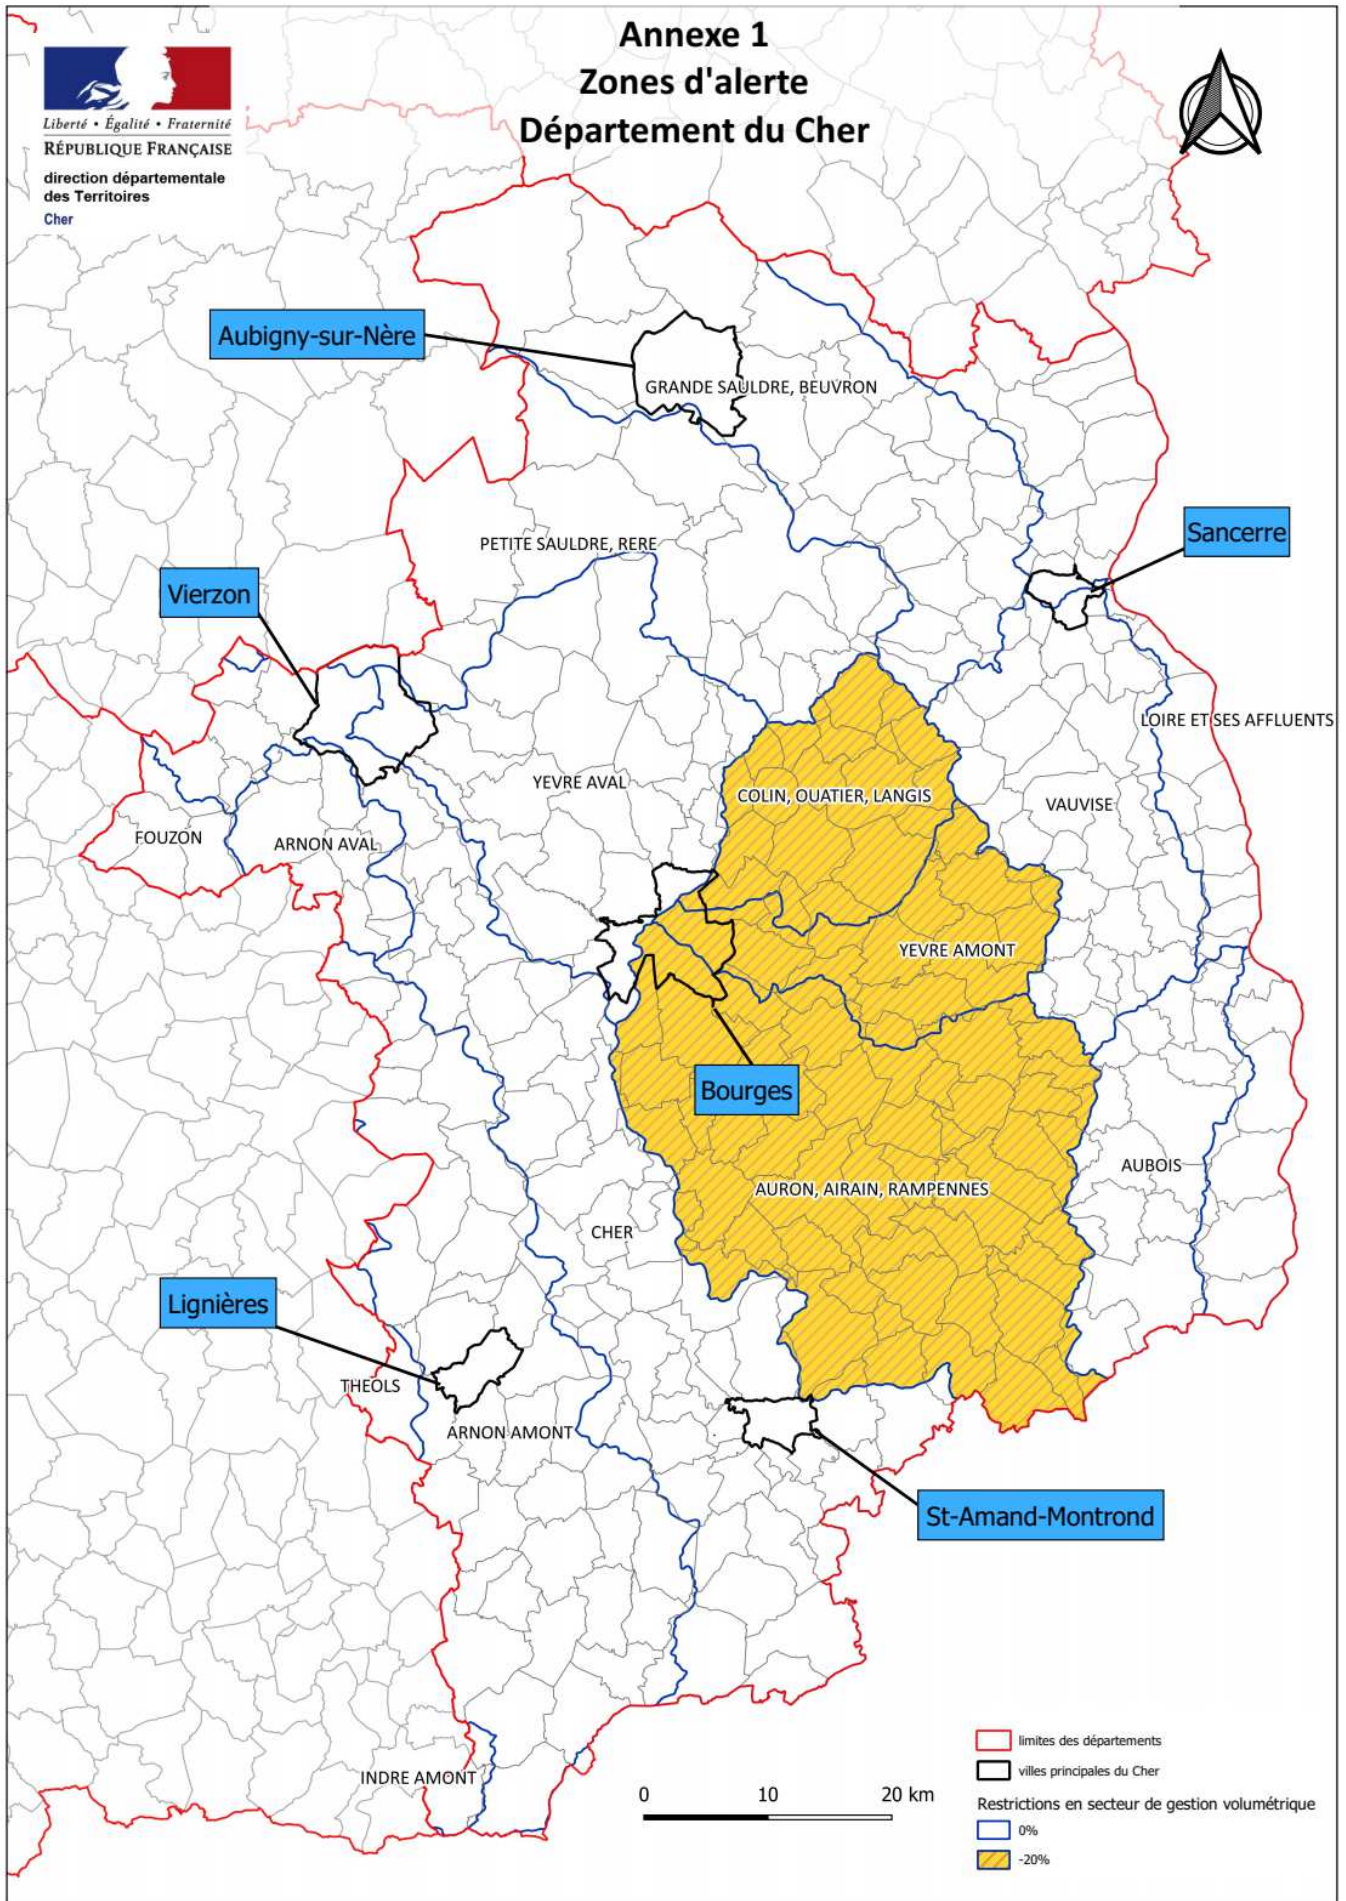 Annexe 1
Zones d'alerte
Département du Cher
Liberté • Égalité • Fraternité
RÉPUBLIQUE FRANÇAISE
direction départementale
des Territoires
Cher
Aubigny-sur-Nère
GRANDE SAULDRE, BEUVRON
Sancerre
PETITE SAULDRE, RERE
Vierzon
LOIRE ET SES AFFLUENTS
YEVRE AVAL
COLIN, OUATIER, LANGIS
VAUVISE
FOUZON
ARNON AVAL
YEVRE AMONT
Bourges
AUBOIS
AURON, AIRAIN, RAMPENNES
CHER
Lignières
THEOLS
ARNON AMONT
St-Amand-Montrond
INDRE AMONT
0 10 20 km
limites des départements
villes principales du Cher
Restrictions en secteur de gestion volumétrique
0%
-20%